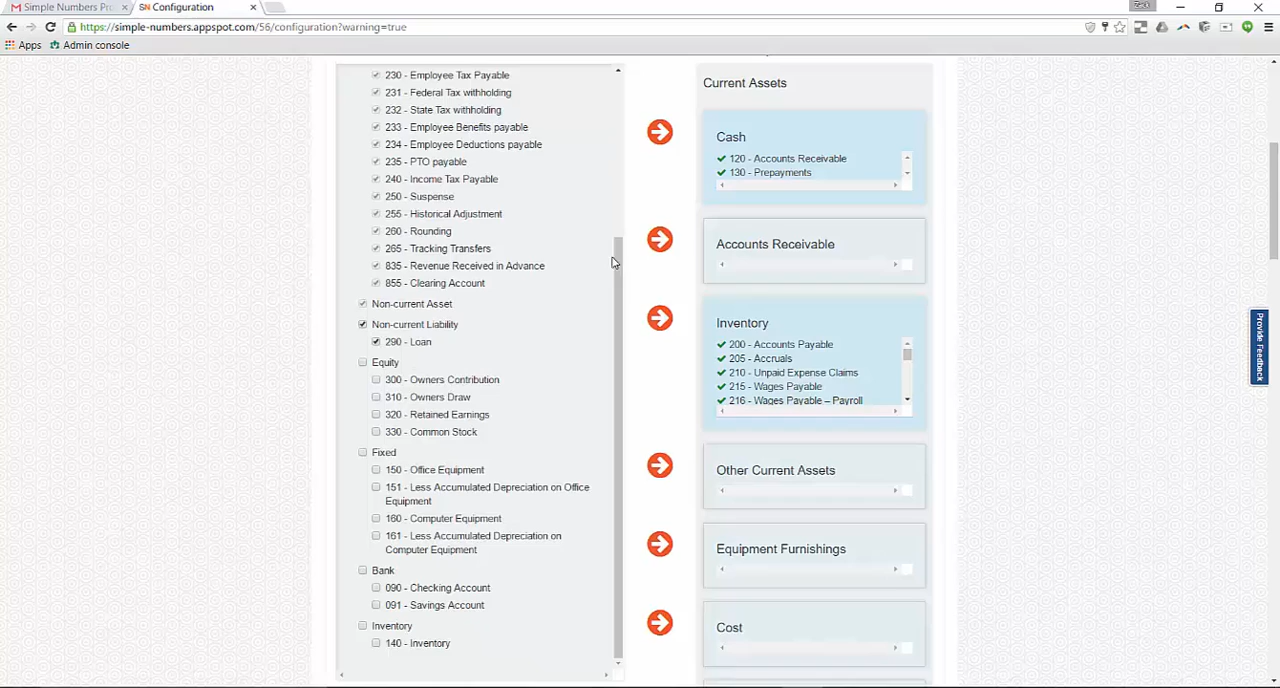 Simple Numbers Pr
SN Configuration
https://simple-numbers.appspot.com/56/configuration?warning=true
Apps
Admin console
230 - Employee Tax Payable
231 - Federal Tax withholding
232 - State Tax withholding
233 - Employee Benefits payable
234 - Employee Deductions payable
235 - PTO payable
240 - Income Tax Payable
250 - Suspense
255 - Historical Adjustment
260 - Rounding
265 - Tracking Transfers
835 - Revenue Received in Advance
855 - Clearing Account
Non-current Asset
Non-current Liability
290 - Loan
Equity
300 - Owners Contribution
310 - Owners Draw
320 - Retained Earnings
330 - Common Stock
Fixed
150 - Office Equipment
151 - Less Accumulated Depreciation on Office
Equipment
160 - Computer Equipment
161 - Less Accumulated Depreciation on
Computer Equipment
Bank
090 - Checking Account
091 - Savings Account
Inventory
140 - Inventory
Current Assets
Cash
120 - Accounts Receivable
130 - Prepayments
Accounts Receivable
Inventory
200 - Accounts Payable
205 - Accruals
210 - Unpaid Expense Claims
215 - Wages Payable
216 - Wages Payable – Payroll
Other Current Assets
Equipment Furnishings
Cost
Provide Feedback